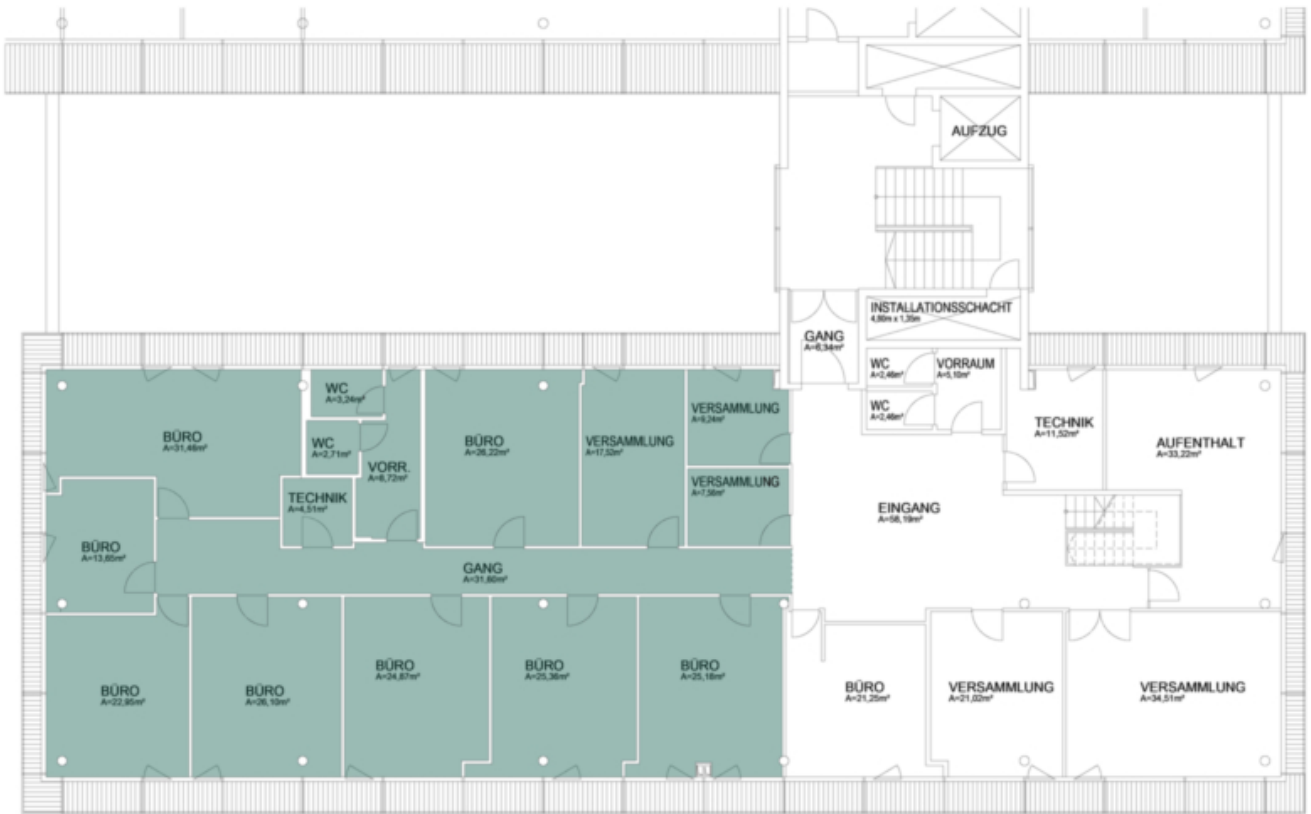 AUFZUG
INSTALLATIONSSCHACHT
4,80m x 1,35m
GANG
A=6,34m²
WC
A=2,46m²
VORRAUM
A=5,10m²
WC
A=2,46m²
WC
A=3,24m²
WC
A=2,71m²
VORR.
A=8,72m²
BÜRO
A=31,46m²
BÜRO
A=26,22m²
VERSAMMLUNG
A=17,52m²
VERSAMMLUNG
A=9,24m²
VERSAMMLUNG
A=7,56m²
TECHNIK
A=11,52m²
AUFENTHALT
A=33,22m²
TECHNIK
A=4,51m²
EINGANG
A=58,19m²
BÜRO
A=13,65m²
GANG
A=31,60m²
BÜRO
A=22,95m²
BÜRO
A=26,10m²
BÜRO
A=24,87m²
BÜRO
A=25,36m²
BÜRO
A=25,18m²
BÜRO
A=21,25m²
VERSAMMLUNG
A=21,02m²
VERSAMMLUNG
A=34,51m²